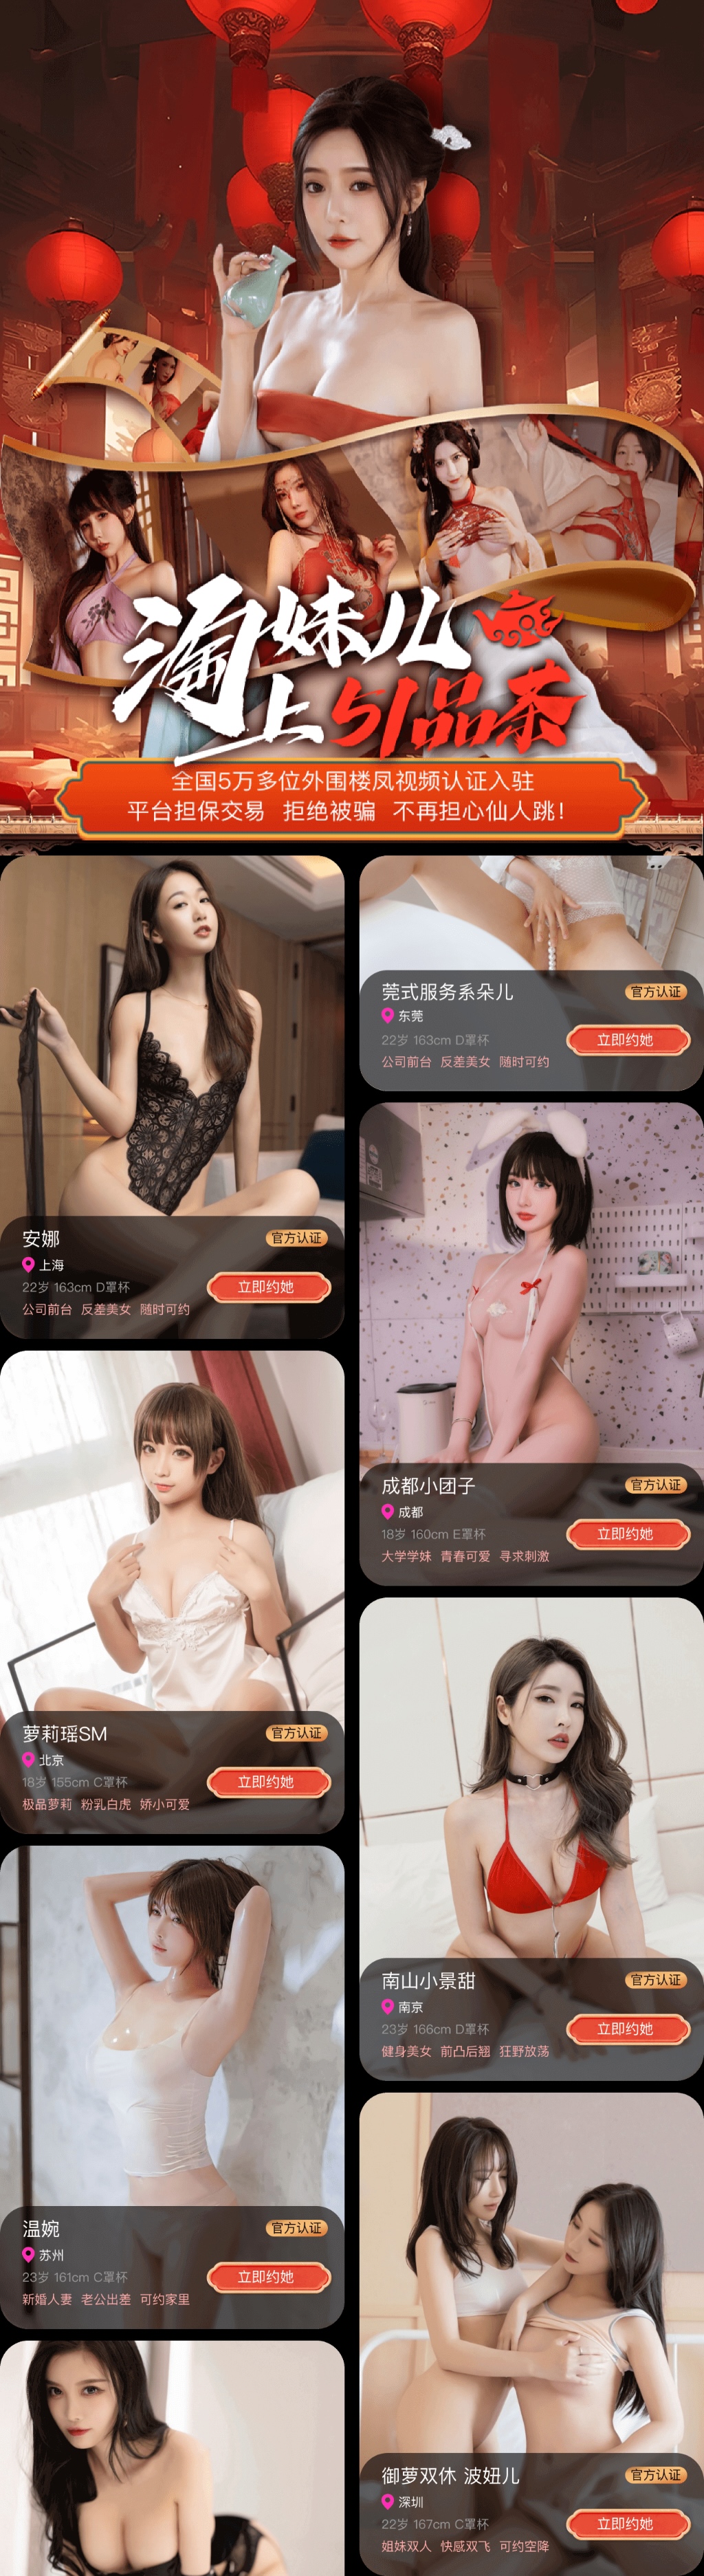 淘妹儿
上51品茶
全国5万多位外围楼凤视频认证入驻
平台担保交易 拒绝被骗 不再担心仙人跳!
莞式服务系朵儿
官方认证
东莞
22岁 163cm D罩杯
立即约她
公司前台 反差美女 随时可约
安娜
官方认证
上海
22岁 163cm D罩杯
立即约她
公司前台 反差美女 随时可约
成都小团子
官方认证
成都
18岁 160cm E罩杯
立即约她
大学学妹 青春可爱 寻求刺激
萝莉瑶SM
官方认证
北京
18岁 155cm C罩杯
立即约她
极品萝莉 粉乳白虎 娇小可爱
南山小景甜
官方认证
南京
23岁 166cm D罩杯
立即约她
健身美女 前凸后翘 狂野放荡
温婉
官方认证
苏州
23岁 161cm C罩杯
立即约她
新婚人妻 老公出差 可约家里
御萝双休 波妞儿
官方认证
深圳
22岁 167cm C罩杯
立即约她
姐妹双人 快感双飞 可约空降